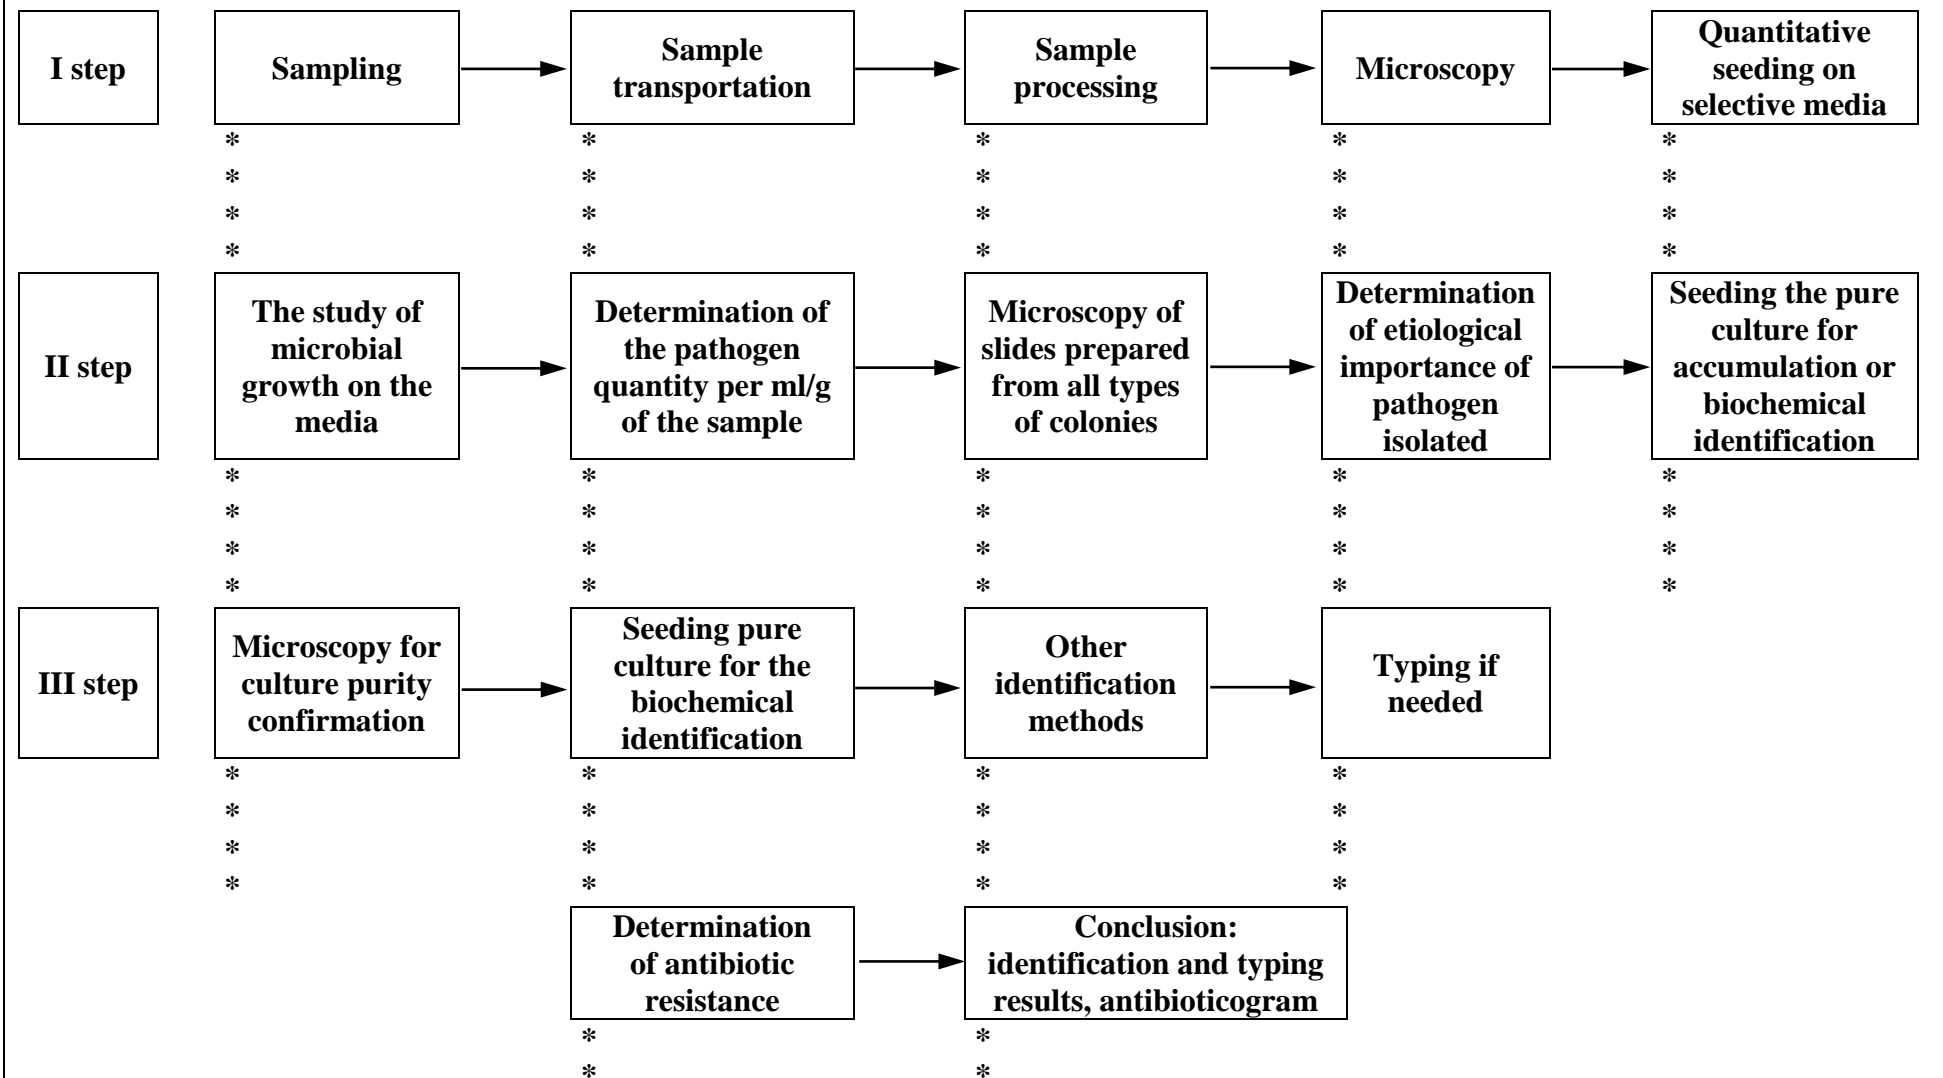 I step
Sampling
Sample
transportation
Sample
processing
Microscopy
Quantitative
seeding on
selective media
* * * * *
* * * * *
* * * * *
* * * * *
II step
The study of
microbial
growth on the
media
Determination of
the pathogen
quantity per ml/g
of the sample
Microscopy of
slides prepared
from all types
of colonies
Determination
of etiological
importance of
pathogen
isolated
Seeding the pure
culture for
accumulation or
biochemical
identification
* * * * *
* * * * *
* * * * *
* * * * *
III step
Microscopy for
culture purity
confirmation
Seeding pure
culture for the
biochemical
identification
Other
identification
methods
Typing if
needed
* * * *
* * * *
* * * *
* * * *
Determination
of antibiotic
resistance
Conclusion:
identification and typing
results, antibioticogram
* *
* *